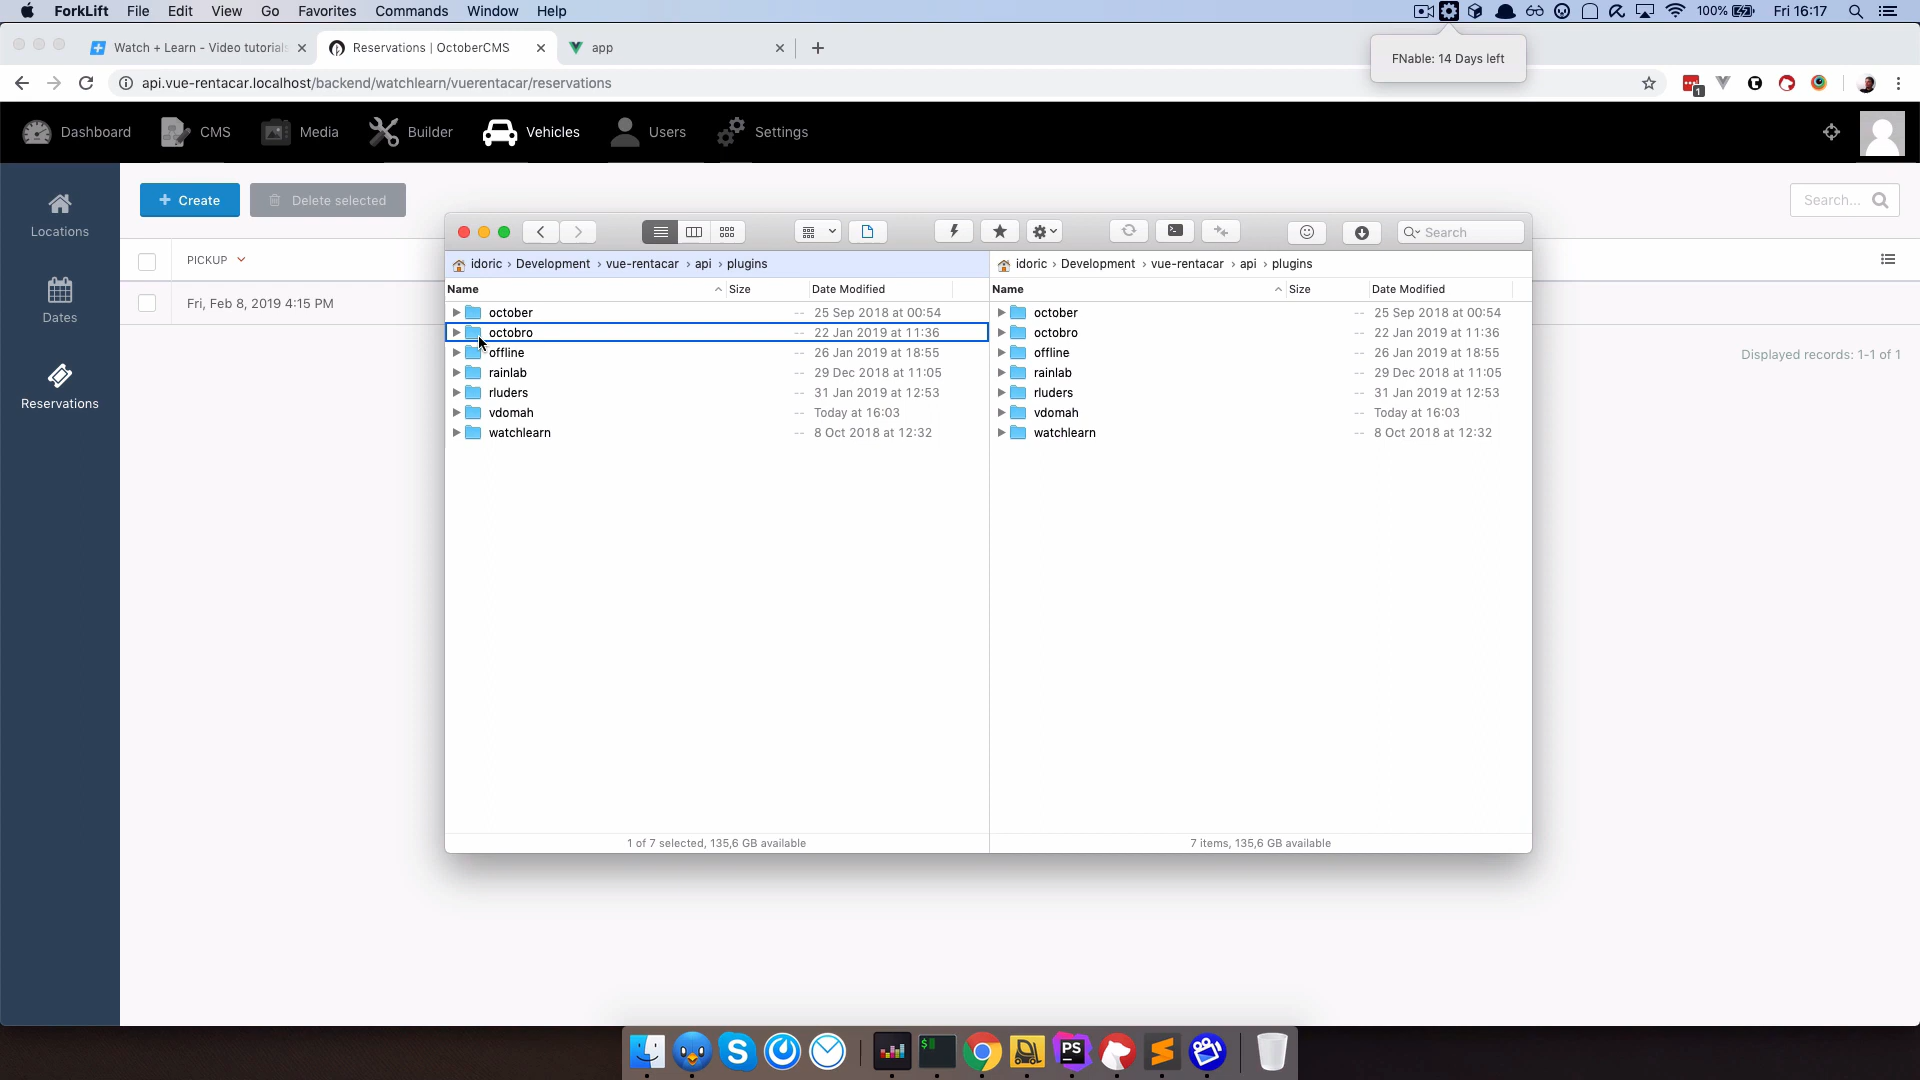 ForkLift File Edit View Go Favorites Commands Window Help 100% Fri 16:17
Watch + Learn - Video tutorials Reservations | OctoberCMS app
FNable: 14 Days left
api.vue-rentacar.localhost/backend/watchlearn/vuerentacar/reservations 1
Dashboard CMS Media Builder Vehicles Users Settings
Locations
Dates
Reservations
+ Create Delete selected Search...
PICKUP
Fri, Feb 8, 2019 4:15 PM
Displayed records: 1-1 of 1
Search
idoric › Development › vue-rentacar › api › plugins idoric › Development › vue-rentacar › api › plugins
Name Size Date Modified Name Size Date Modified
october -- 25 Sep 2018 at 00:54 october -- 25 Sep 2018 at 00:54
octobro -- 22 Jan 2019 at 11:36 octobro -- 22 Jan 2019 at 11:36
offline -- 26 Jan 2019 at 18:55 offline -- 26 Jan 2019 at 18:55
rainlab -- 29 Dec 2018 at 11:05 rainlab -- 29 Dec 2018 at 11:05
rluders -- 31 Jan 2019 at 12:53 rluders -- 31 Jan 2019 at 12:53
vdomah -- Today at 16:03 vdomah -- Today at 16:03
watchlearn -- 8 Oct 2018 at 12:32 watchlearn -- 8 Oct 2018 at 12:32
1 of 7 selected, 135,6 GB available 7 items, 135,6 GB available
$ PS